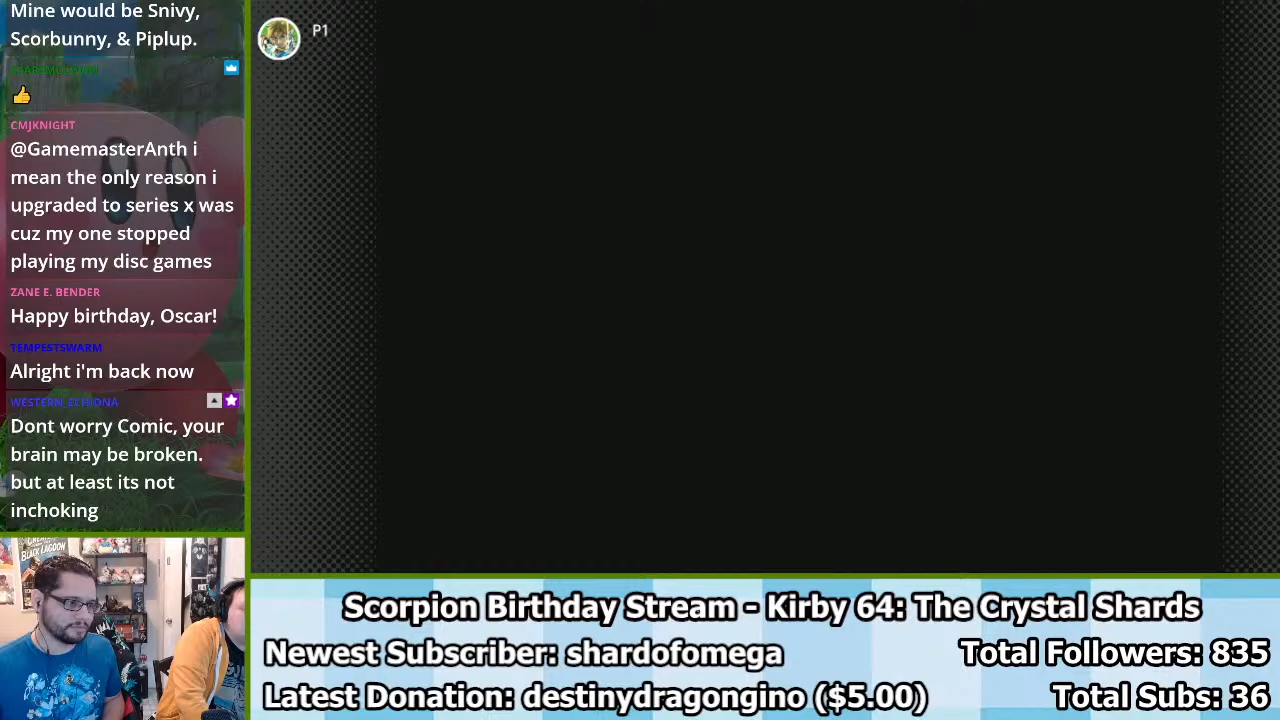 Mine would be Snivy,
Scorbunny, & Piplup.
CMJKNIGHT
@GamemasterAnth i
mean the only reason i
upgraded to series x was
cuz my one stopped
playing my disc games
ZANE E. BENDER
Happy birthday, Oscar!
TEMPESTSWARM
Alright i'm back now
WESTERN_ECHIDNA
Dont worry Comic, your
brain may be broken.
but at least its not
inchoking
P1
BLACK LAGOON
Scorpion Birthday Stream - Kirby 64: The Crystal Shards
Newest Subscriber: shardofomega
Total Followers: 835
Latest Donation: destinydragongino ($5.00)
Total Subs: 36